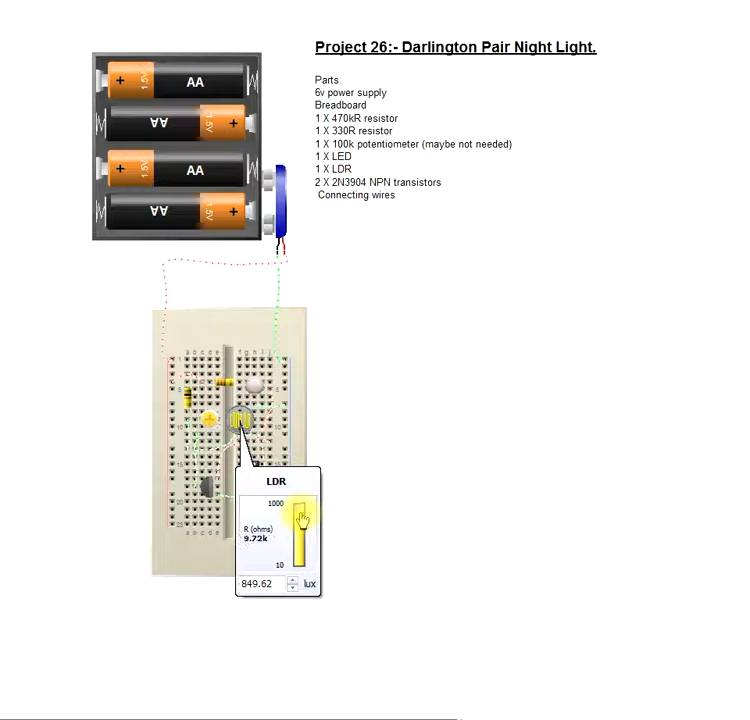 Project 26:- Darlington Pair Night Light.
Parts.
6v power supply
Breadboard
1 X 470kR resistor
1 X 330R resistor
1 X 100k potentiometer (maybe not needed)
1 X LED
1 X LDR
2 X 2N3904 NPN transistors
Connecting wires
+ 1.5V AA
AA 1.5V +
+ 1.5V AA
AA 1.5V +
LDR
1000
R (ohms)
9.72k
10
849.62 lux